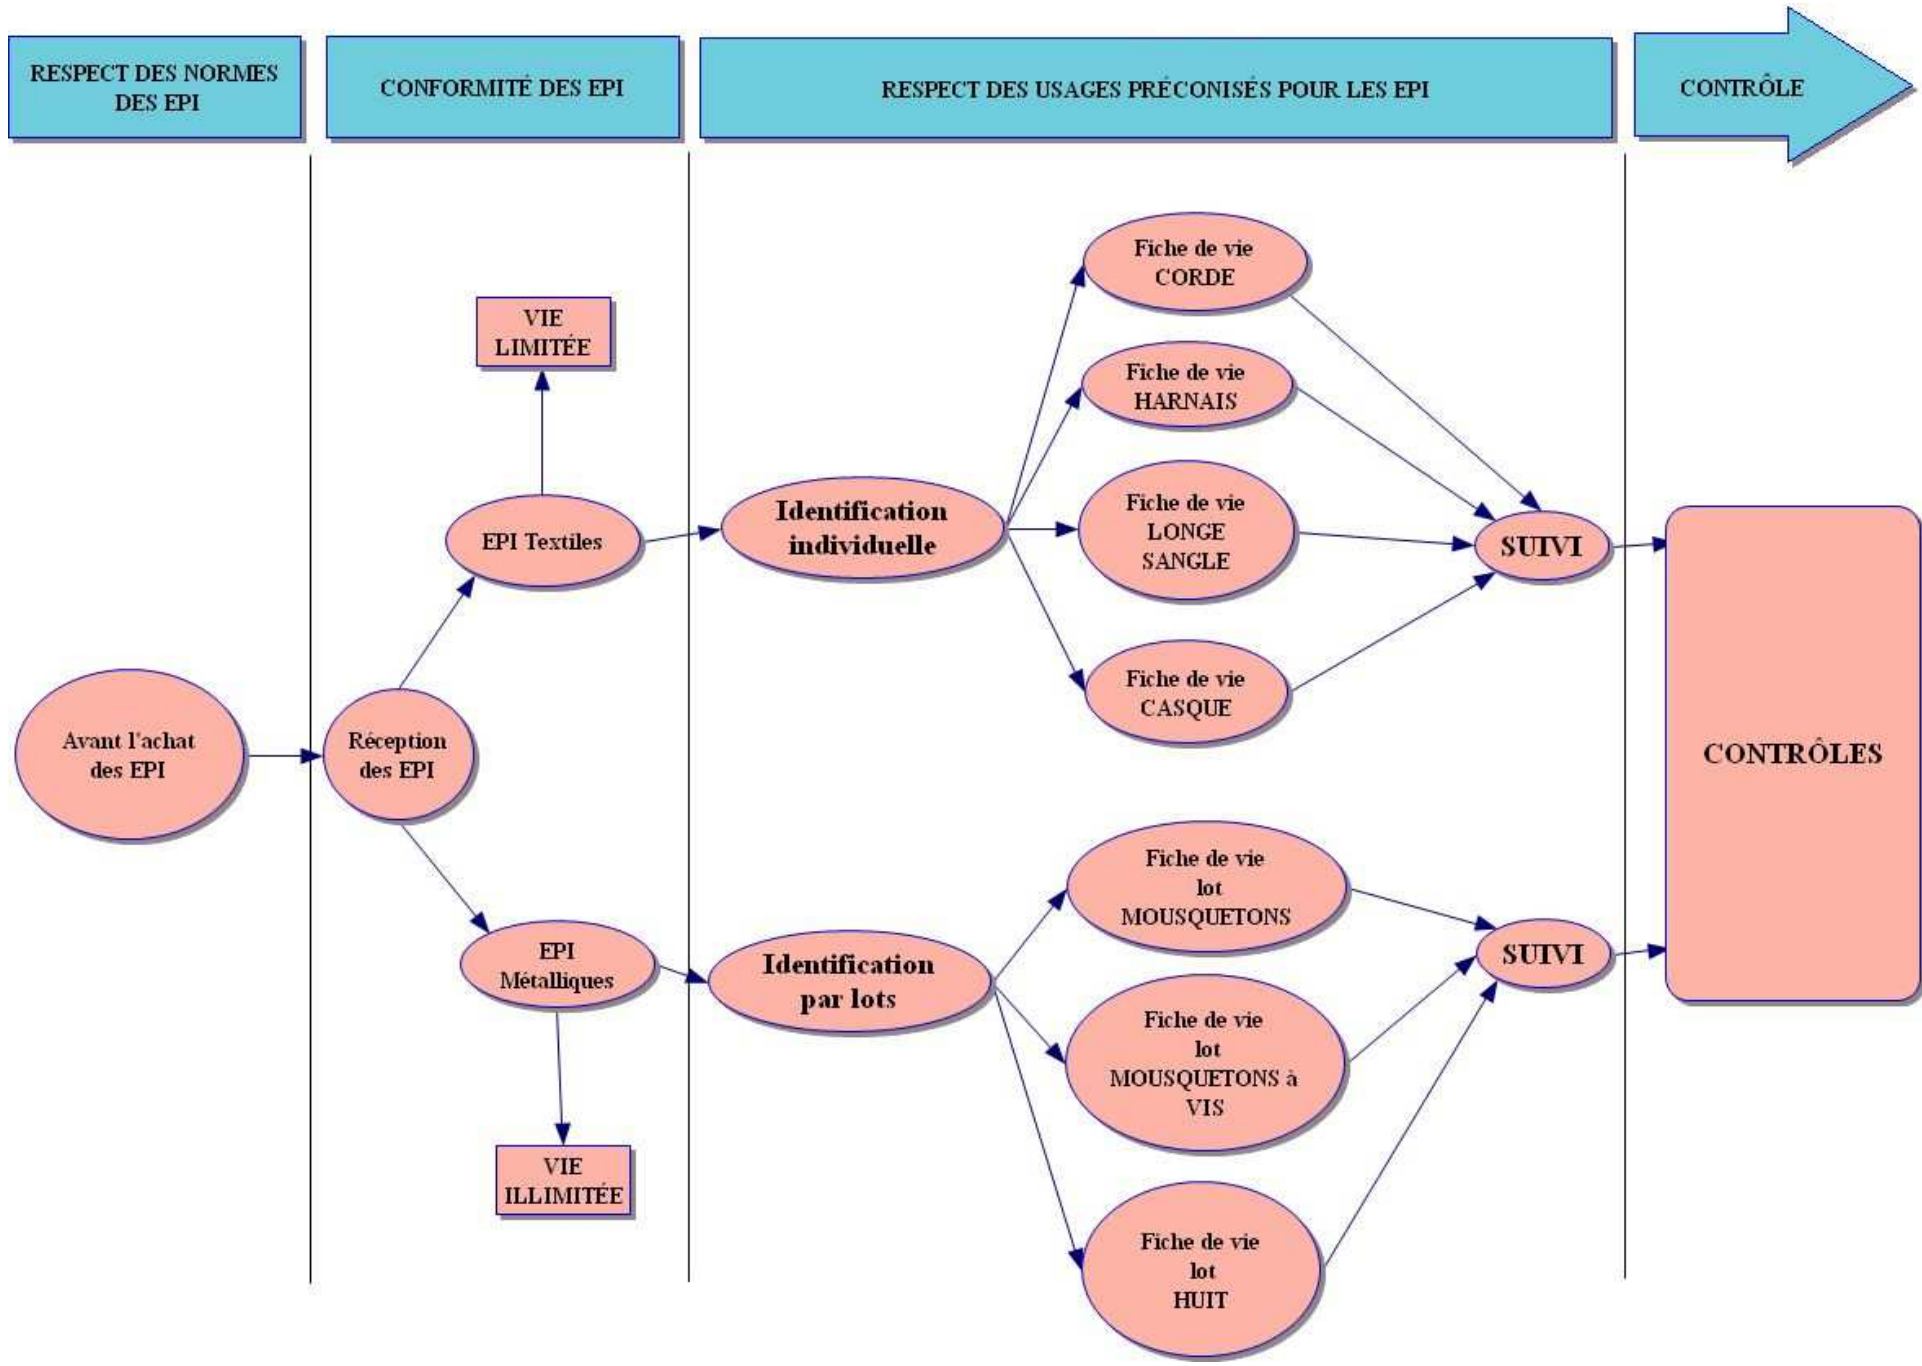 RESPECT DES NORMES
DES EPI
CONFORMITÉ DES EPI
RESPECT DES USAGES PRÉCONISÉS POUR LES EPI
CONTRÔLE
Fiche de vie
CORDE
VIE
LIMITÉE
Fiche de vie
HARNAIS
Identification
individuelle
Fiche de vie
LONGE
SANGLE
EPI Textiles
SUIVI
Fiche de vie
CASQUE
Avant l'achat
des EPI
Réception
des EPI
CONTRÔLES
Fiche de vie
lot
MOUSQUETONS
EPI
Métalliques
Identification
par lots
SUIVI
Fiche de vie
lot
MOUSQUETONS à
VIS
VIE
ILLIMITÉE
Fiche de vie
lot
HUIT